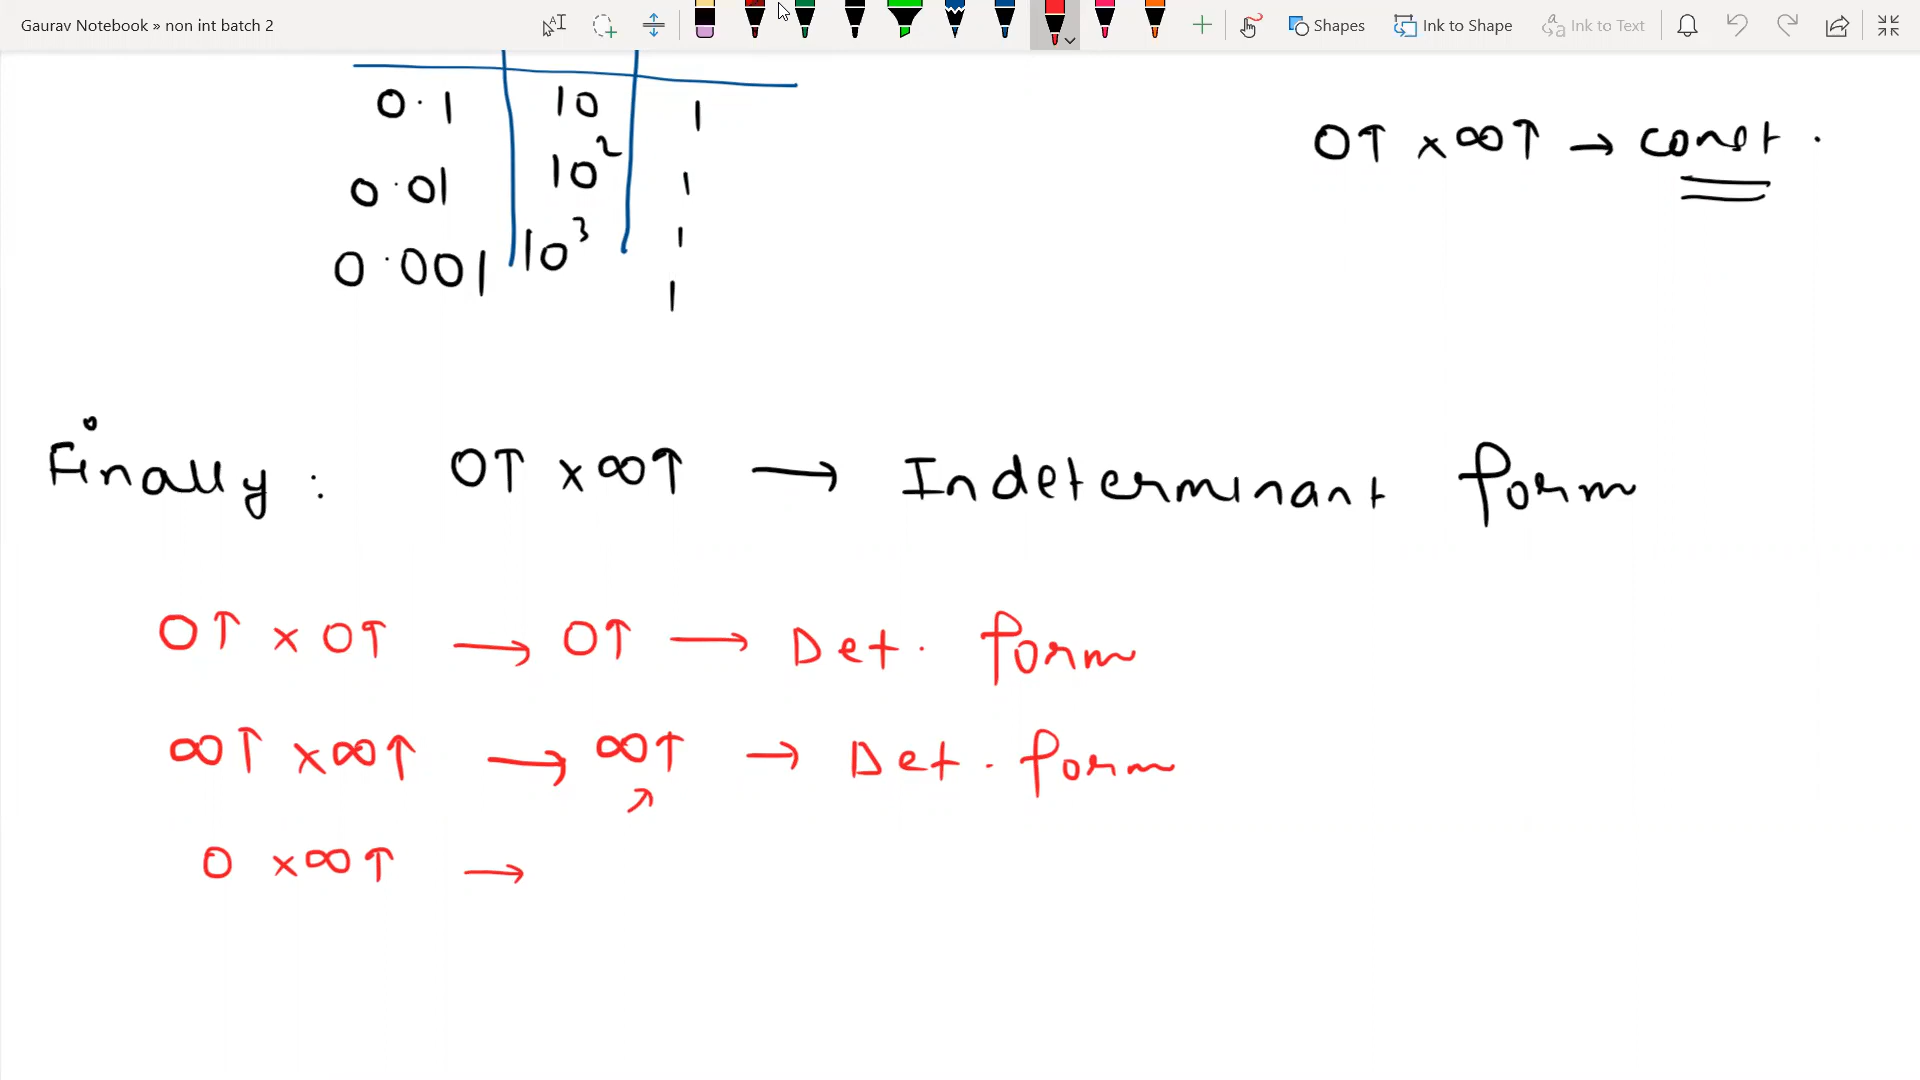 Gaurav Notebook » non int batch 2
Shapes
Ink to Shape
Ink to Text
0.1 10 1
0.01 10² 1
0.001 10³ 1
1
0↑ × ∞↑ → const.
Finally : 0↑ × ∞↑ → Indeterminant form
0↑ × 0↑ → 0↑ → Det. form
∞↑ × ∞↑ → ∞↑ → Det. form
0 × ∞↑ →